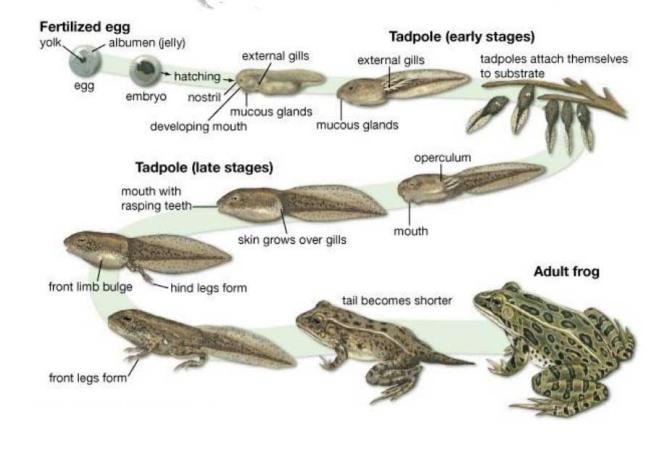 Fertilized egg
yolk
albumen (jelly)
egg
embryo
hatching
nostril
developing mouth
external gills
mucous glands
Tadpole (early stages)
external gills
mucous glands
tadpoles attach themselves
to substrate
operculum
mouth
Tadpole (late stages)
mouth with
rasping teeth
skin grows over gills
front limb bulge
hind legs form
front legs form
tail becomes shorter
Adult frog